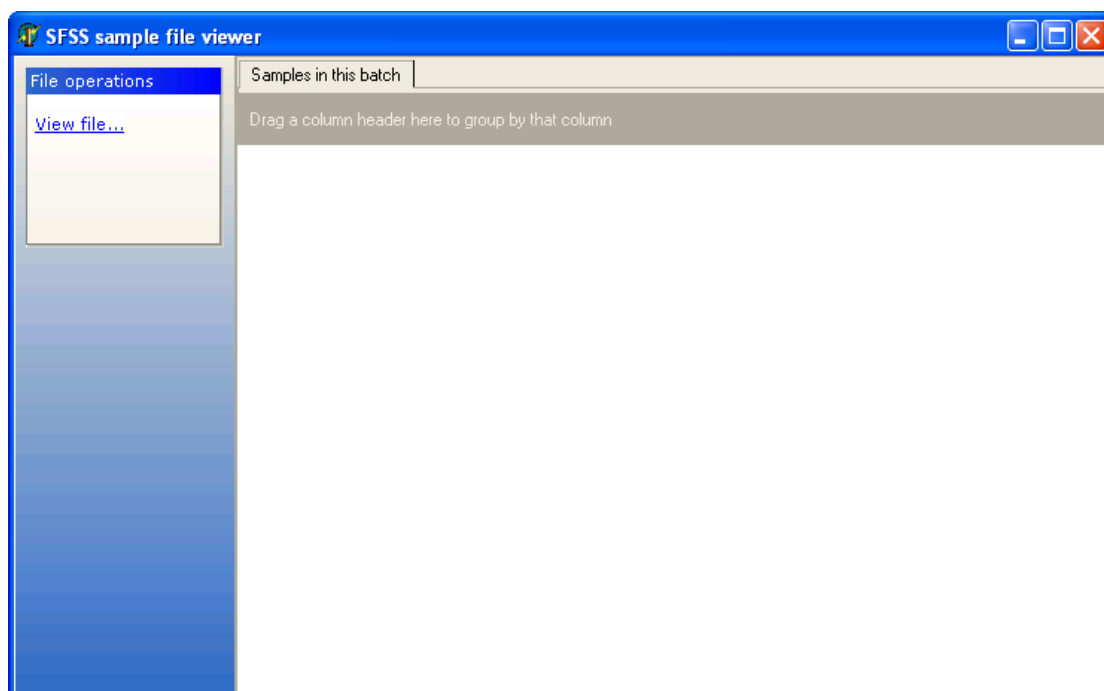 SFSS sample file viewer
File operations
View file...
Samples in this batch
Drag a column header here to group by that column